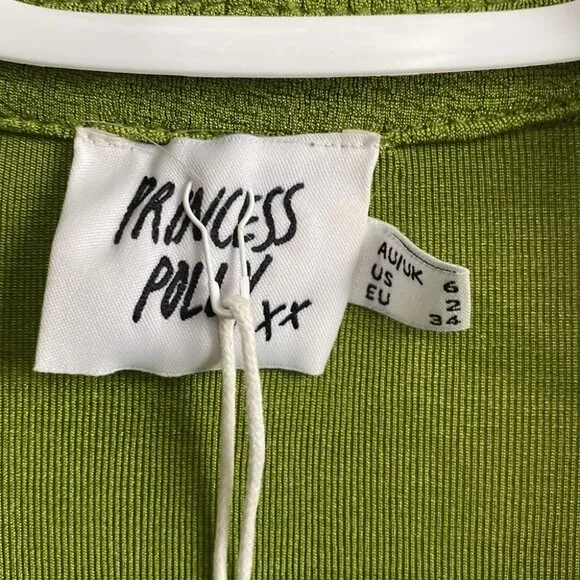 PRINCESS
POLLY
xx
AU/UK 6
US 2
EU 34